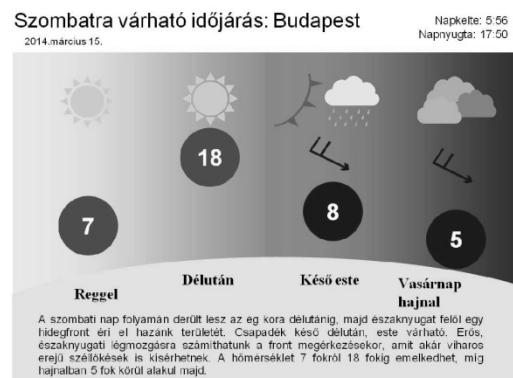 Szombatra várható időjárás: Budapest
2014.március 15.
Napkelte: 5:56
Napnyugta: 17:50
7
18
8
5
Reggel
Délután
Késő este
Vasárnap
hajnal
A szombati nap folyamán derült lesz az eg kora délutánig, majd északnyugat felől egy
hidegfront éri el hazánk területét. Csapadék késő délután, este várható. Erős,
északnyugati légmozgásra számíthatunk a front megérkezésekor, amit akár viharos
erejű széllökések is kísérhetnek. A hőmérséklet 7 fokról 18 fokig emelkedhet, míg
hajnalban 5 fok körül alakul majd.